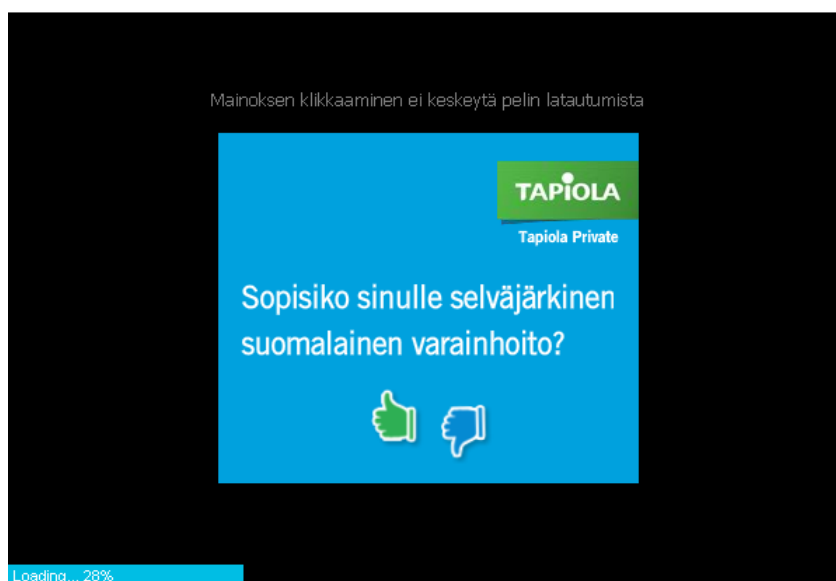 Mainoksen klikkaaminen ei keskeytä pelin latautumista
TAPIOLA
Tapiola Private
Sopisiko sinulle selväjärkinen
suomalainen varainhoito?
Loading... 28%